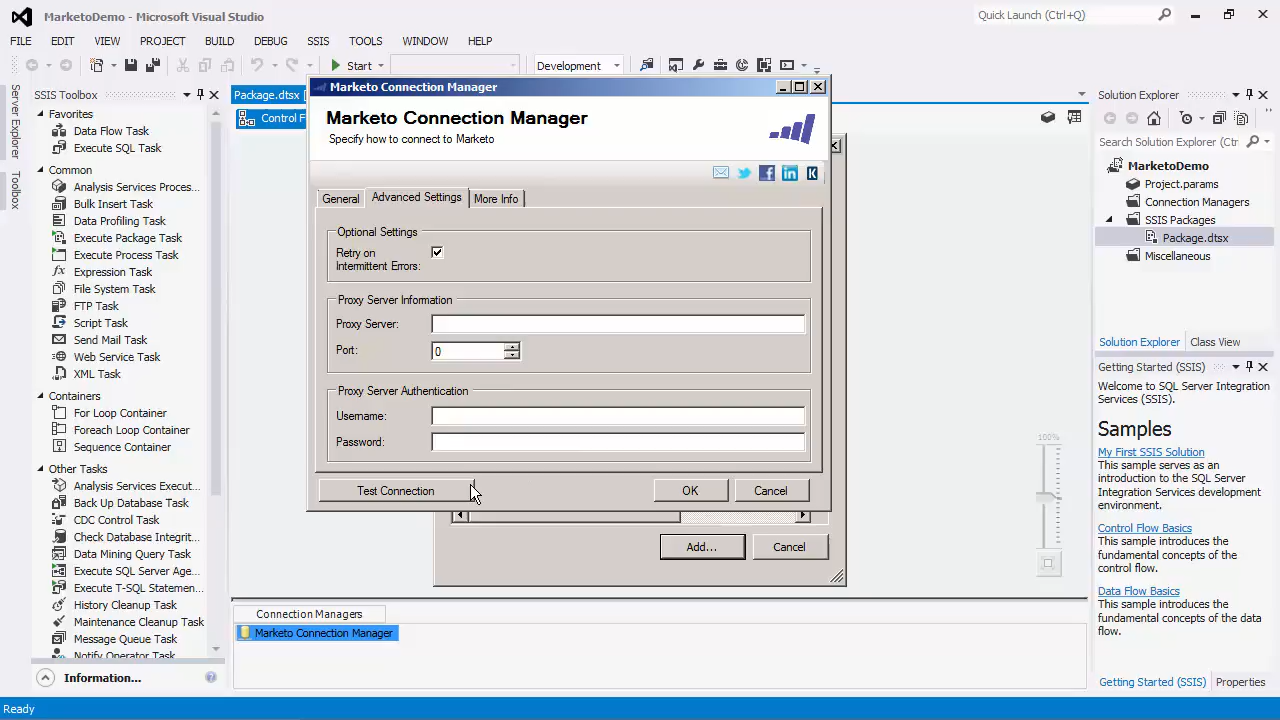 MarketoDemo - Microsoft Visual Studio
Quick Launch (Ctrl+Q)
FILE EDIT VIEW PROJECT BUILD DEBUG SSIS TOOLS WINDOW HELP
Start
Development
Server Explorer
Toolbox
SSIS Toolbox
Favorites
Data Flow Task
Execute SQL Task
Common
Analysis Services Proce...
Bulk Insert Task
Data Profiling Task
Execute Package Task
Execute Process Task
Expression Task
File System Task
FTP Task
Script Task
Send Mail Task
Web Service Task
XML Task
Containers
For Loop Container
Foreach Loop Container
Sequence Container
Other Tasks
Analysis Services Execut...
Back Up Database Task
CDC Control Task
Check Database Integrit...
Data Mining Query Task
Execute SQL Server Age...
Execute T-SQL Statemen...
History Cleanup Task
Maintenance Cleanup Task
Message Queue Task
Notify Operator Task
Information...
Package.dtsx
Control F
Marketo Connection Manager
Marketo Connection Manager
Specify how to connect to Marketo
General
Advanced Settings
More Info
Optional Settings
Retry on
Intermittent Errors:
Proxy Server Information
Proxy Server:
Port:
0
Proxy Server Authentication
Username:
Password:
Test Connection
OK
Cancel
Add...
Cancel
100%
Connection Managers
Marketo Connection Manager
Solution Explorer
Search Solution Explorer (Ctr
MarketoDemo
Project.params
Connection Managers
SSIS Packages
Package.dtsx
Miscellaneous
Solution Explorer
Class View
Getting Started (SSIS)
Welcome to SQL Server Integration
Services (SSIS).
Samples
My First SSIS Solution
This sample serves as an
introduction to the SQL Server
Integration Services development
environment.
Control Flow Basics
This sample introduces the
fundamental concepts of the
control flow.
Data Flow Basics
This sample introduces the
fundamental concepts of the data
flow.
Getting Started (SSIS)
Properties
Ready